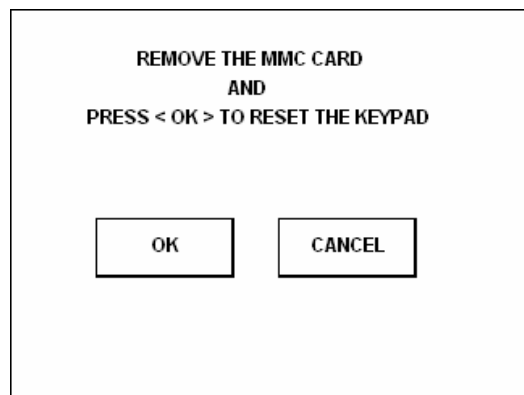 REMOVE THE MMC CARD
AND
PRESS < OK > TO RESET THE KEYPAD
OK
CANCEL